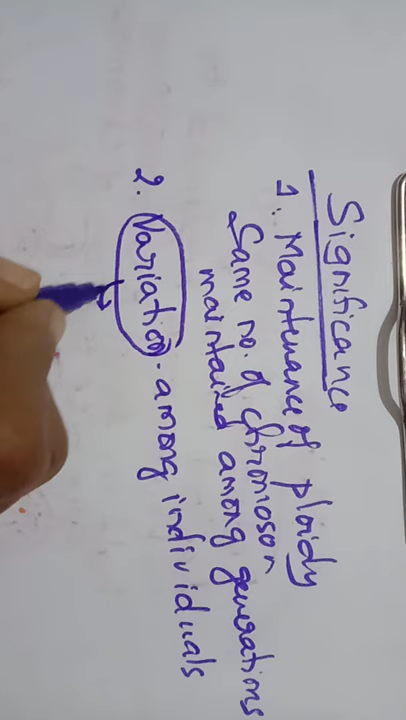 Significance
1. Maintenance of ploidy
Same no. of chromosom
maintained among generations
2. Variation - among individuals